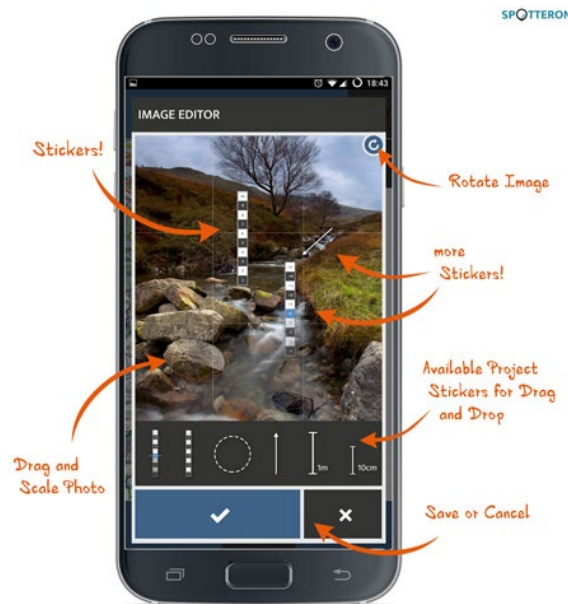 SPOTTERON
18:43
IMAGE EDITOR
Stickers!
Rotate Image
more
Stickers!
Available Project
Stickers for Drag
and Drop
Drag and
Scale Photo
1m
10cm
Save or Cancel